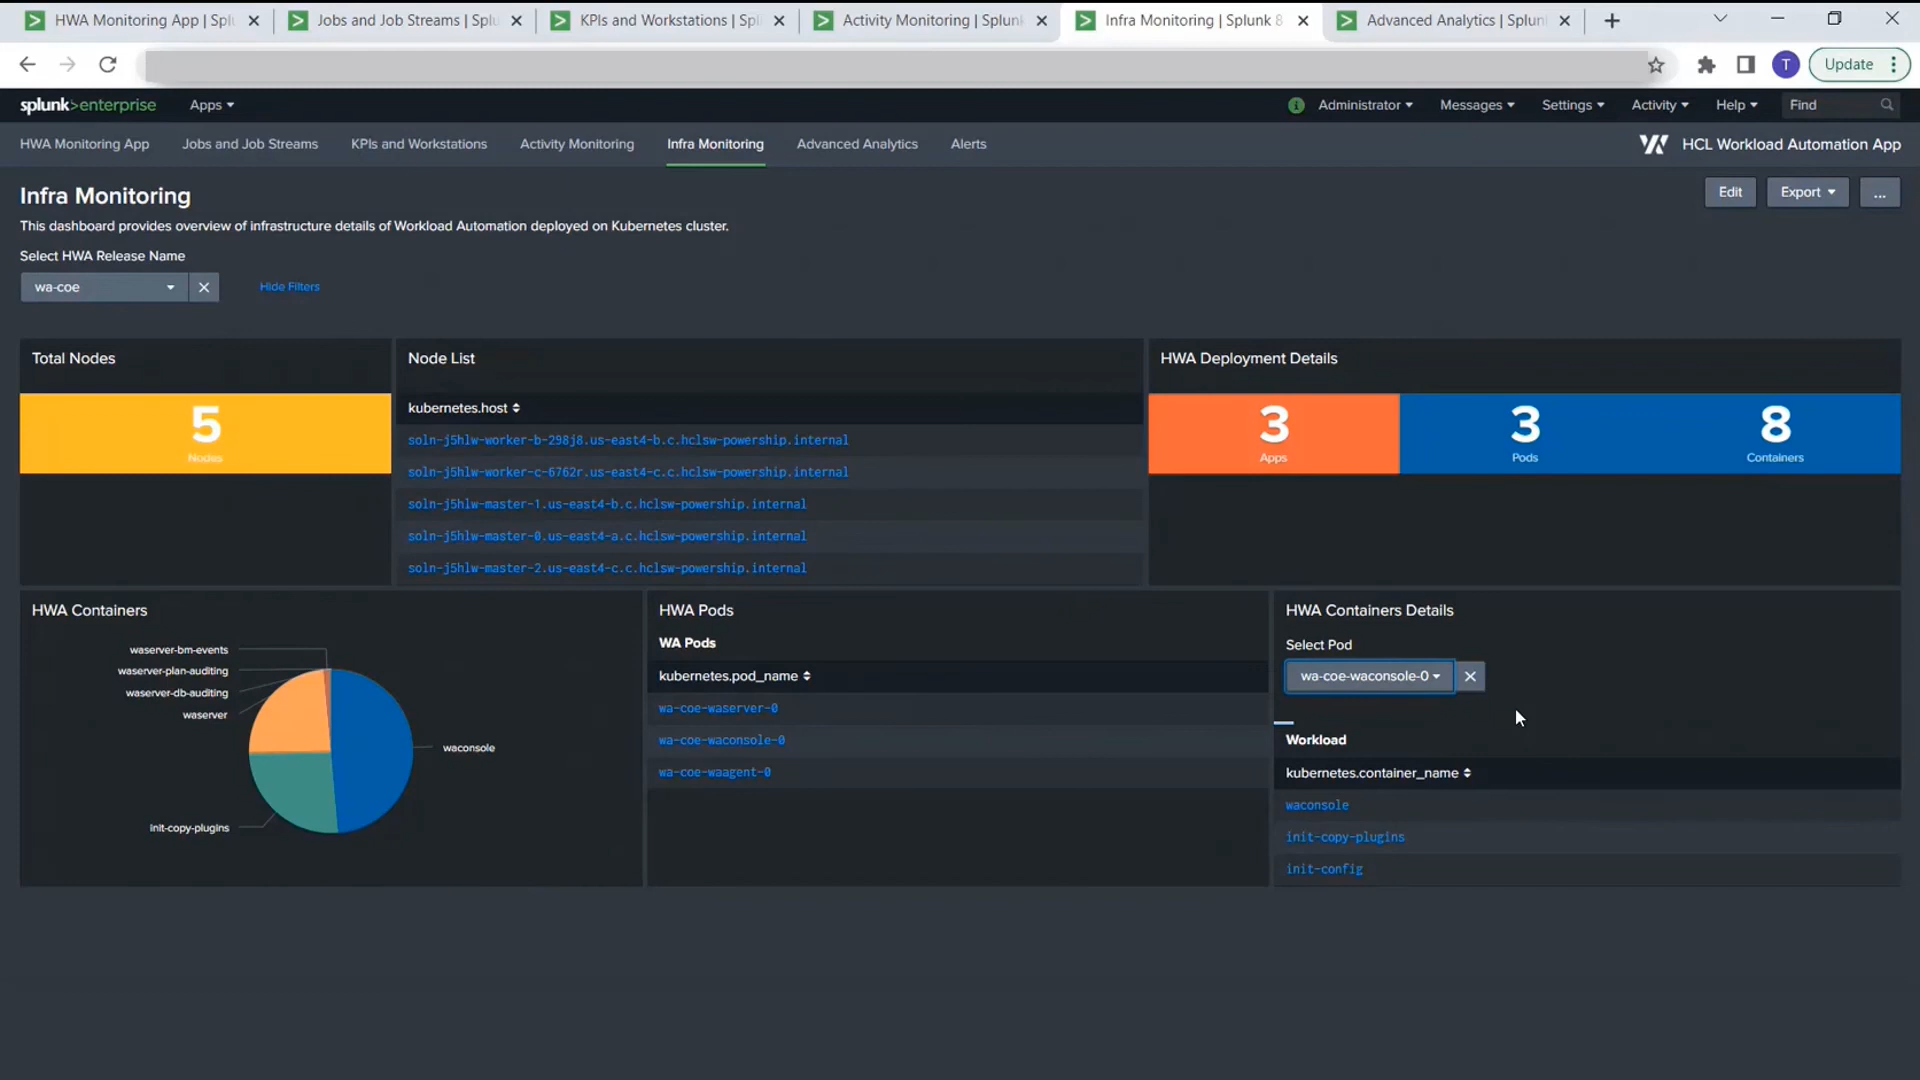 HWA Monitoring App | Spl
Jobs and Job Streams | Spl
KPIs and Workstations | Spl
Activity Monitoring | Splunk
Infra Monitoring | Splunk 8
Advanced Analytics | Splun
T
Update
splunk>enterprise
Apps
i
Administrator
Messages
Settings
Activity
Help
Find
HWA Monitoring App
Jobs and Job Streams
KPIs and Workstations
Activity Monitoring
Infra Monitoring
Advanced Analytics
Alerts
HCL Workload Automation App
Infra Monitoring
Edit
Export
...
This dashboard provides overview of infrastructure details of Workload Automation deployed on Kubernetes cluster.
Select HWA Release Name
wa-coe
Hide Filters
Total Nodes
5
Nodes
Node List
kubernetes.host
soln-j5hlw-worker-b-298j8.us-east4-b.c.hclsw-powership.internal
soln-j5hlw-worker-c-6762r.us-east4-c.c.hclsw-powership.internal
soln-j5hlw-master-1.us-east4-b.c.hclsw-powership.internal
soln-j5hlw-master-0.us-east4-a.c.hclsw-powership.internal
soln-j5hlw-master-2.us-east4-c.c.hclsw-powership.internal
HWA Deployment Details
3
Apps
3
Pods
8
Containers
HWA Containers
waserver-bm-events
waserver-plan-auditing
waserver-db-auditing
waserver
waconsole
init-copy-plugins
HWA Pods
WA Pods
kubernetes.pod_name
wa-coe-waserver-0
wa-coe-waconsole-0
wa-coe-waagent-0
HWA Containers Details
Select Pod
wa-coe-waconsole-0
Workload
kubernetes.container_name
waconsole
init-copy-plugins
init-config